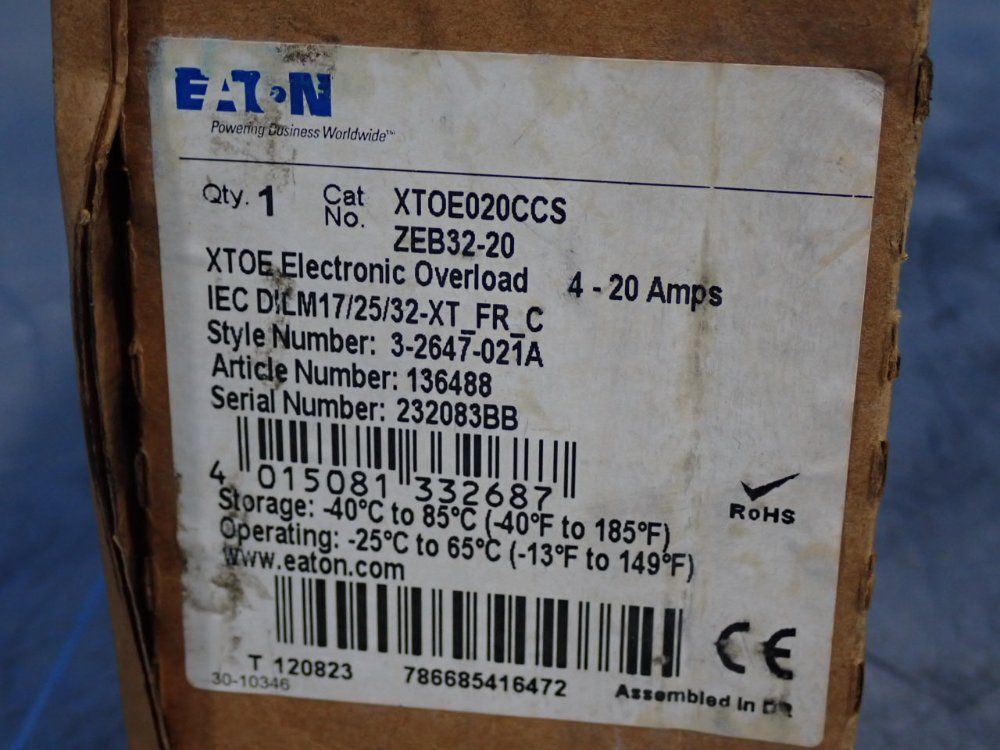 EATON
Powering Business Worldwide™
Qty. 1 Cat No. XTOE020CCS
ZEB32-20
XTOE Electronic Overload 4 - 20 Amps
IEC DILM17/25/32-XT_FR_C
Style Number: 3-2647-021A
Article Number: 136488
Serial Number: 232083BB
4 015081 332687
RoHS
Storage: -40°C to 85°C (-40°F to 185°F)
Operating: -25°C to 65°C (-13°F to 149°F)
www.eaton.com
CE
T 120823 786685416472
30-10346
Assembled in DR